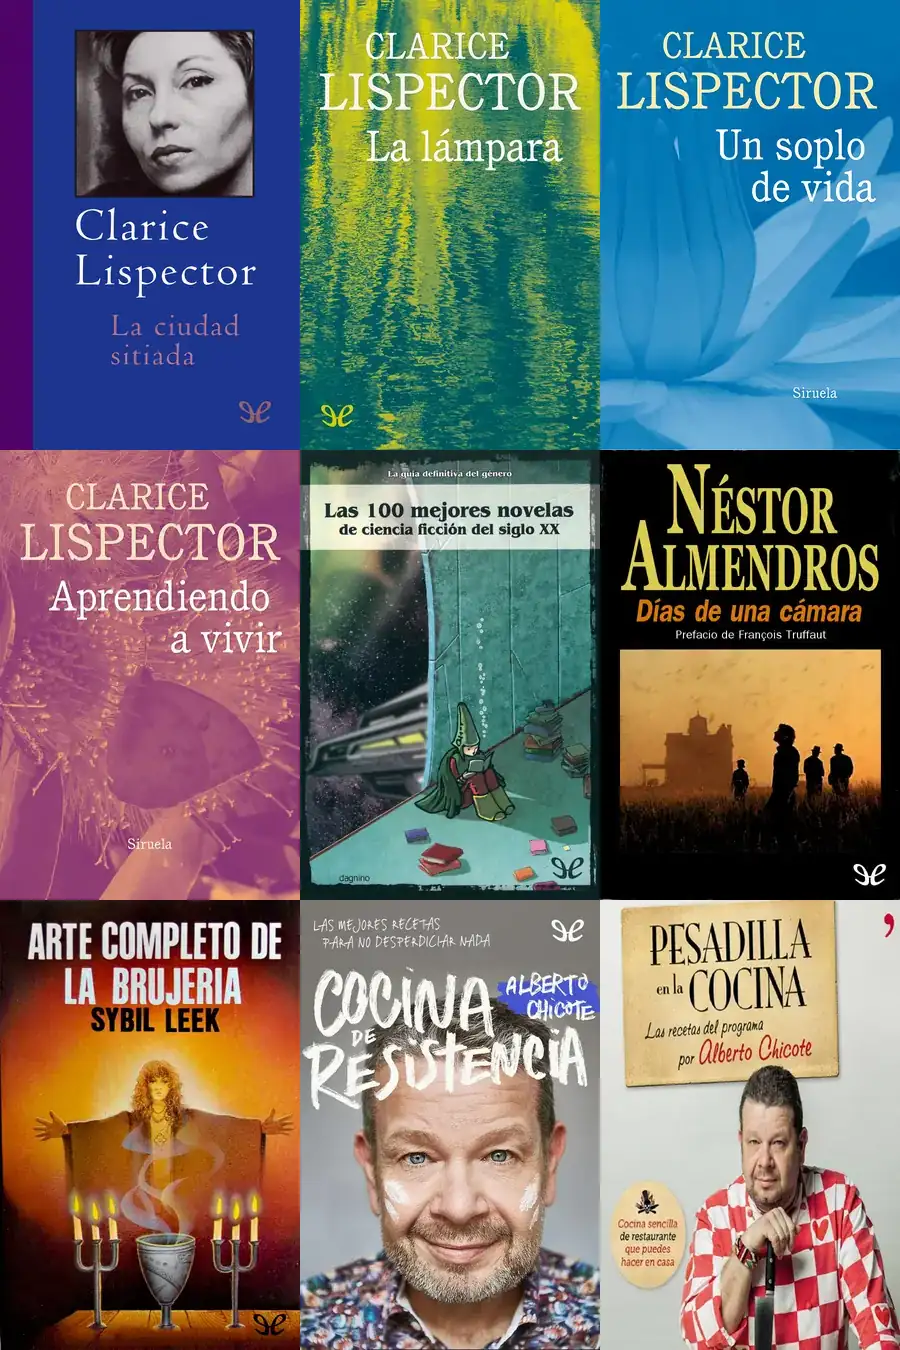 Clarice
Lispector
La ciudad
sitiada
CLARICE
LISPECTOR
La lámpara
CLARICE
LISPECTOR
Un soplo
de vida
Siruela
CLARICE
LISPECTOR
Aprendiendo
a vivir
Siruela
La guía definitiva del género
Las 100 mejores novelas
de ciencia ficción del siglo XX
dagnino
NÉSTOR
ALMENDROS
Días de una cámara
Prefacio de François Truffaut
ARTE COMPLETO DE
LA BRUJERIA
SYBIL LEEK
LAS MEJORES RECETAS
PARA NO DESPERDICIAR NADA
COCINA
DE
RESISTENCIA
ALBERTO
CHICOTE
PESADILLA
en la COCINA
Las recetas del programa
por Alberto Chicote
Cocina sencilla
de restaurante
que puedes
hacer en casa